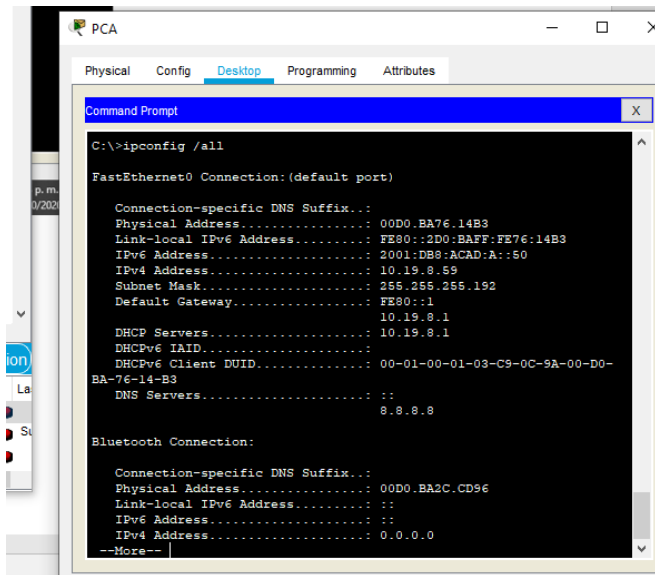 PCA
Physical Config Desktop Programming Attributes
Command Prompt X
C:\>ipconfig /all
FastEthernet0 Connection:(default port)
Connection-specific DNS Suffix..:
Physical Address................: 00D0.BA76.14B3
Link-local IPv6 Address.........: FE80::2D0:BAFF:FE76:14B3
IPv6 Address....................: 2001:DB8:ACAD:A::50
IPv4 Address....................: 10.19.8.59
Subnet Mask.....................: 255.255.255.192
Default Gateway.................: FE80::1
10.19.8.1
DHCP Servers....................: 10.19.8.1
DHCPv6 IAID.....................:
DHCPv6 Client DUID..............: 00-01-00-01-03-C9-0C-9A-00-D0-
BA-76-14-B3
DNS Servers.....................: ::
8.8.8.8
Bluetooth Connection:
Connection-specific DNS Suffix..:
Physical Address................: 00D0.BA2C.CD96
Link-local IPv6 Address.........: ::
IPv6 Address....................: ::
IPv4 Address....................: 0.0.0.0
--More--
p. m.
0/202
ion)
La
Su